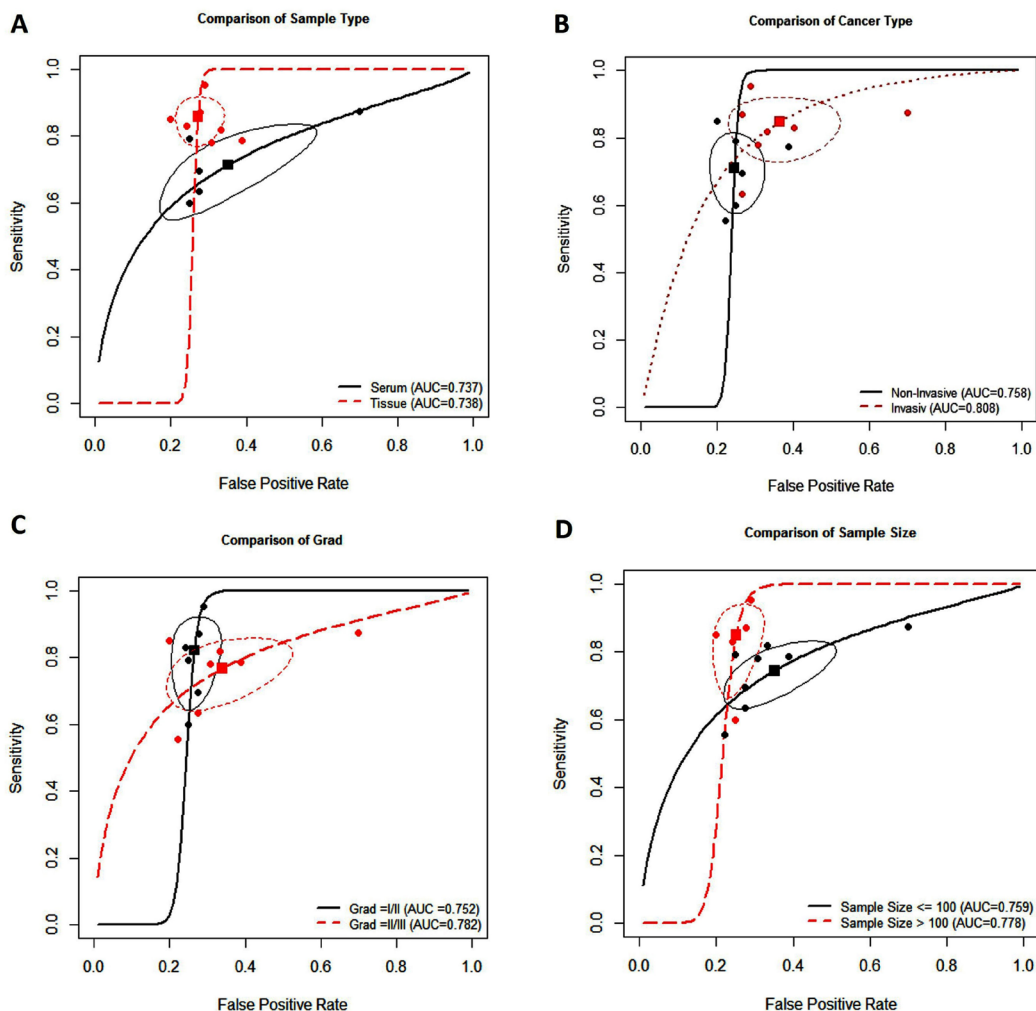 A
Comparison of Sample Type
Sensitivity
0.0 0.2 0.4 0.6 0.8 1.0
Serum (AUC=0.737)
Tissue (AUC=0.738)
0.0 0.2 0.4 0.6 0.8 1.0
False Positive Rate
B
Comparison of Cancer Type
Sensitivity
0.0 0.2 0.4 0.6 0.8 1.0
Non-Invasive (AUC=0.758)
Invasiv (AUC=0.808)
0.0 0.2 0.4 0.6 0.8 1.0
False Positive Rate
C
Comparison of Grad
Sensitivity
0.0 0.2 0.4 0.6 0.8 1.0
Grad =I/II (AUC =0.752)
Grad =II/III (AUC=0.782)
0.0 0.2 0.4 0.6 0.8 1.0
False Positive Rate
D
Comparison of Sample Size
Sensitivity
0.0 0.2 0.4 0.6 0.8 1.0
Sample Size <= 100 (AUC=0.759)
Sample Size > 100 (AUC=0.778)
0.0 0.2 0.4 0.6 0.8 1.0
False Positive Rate